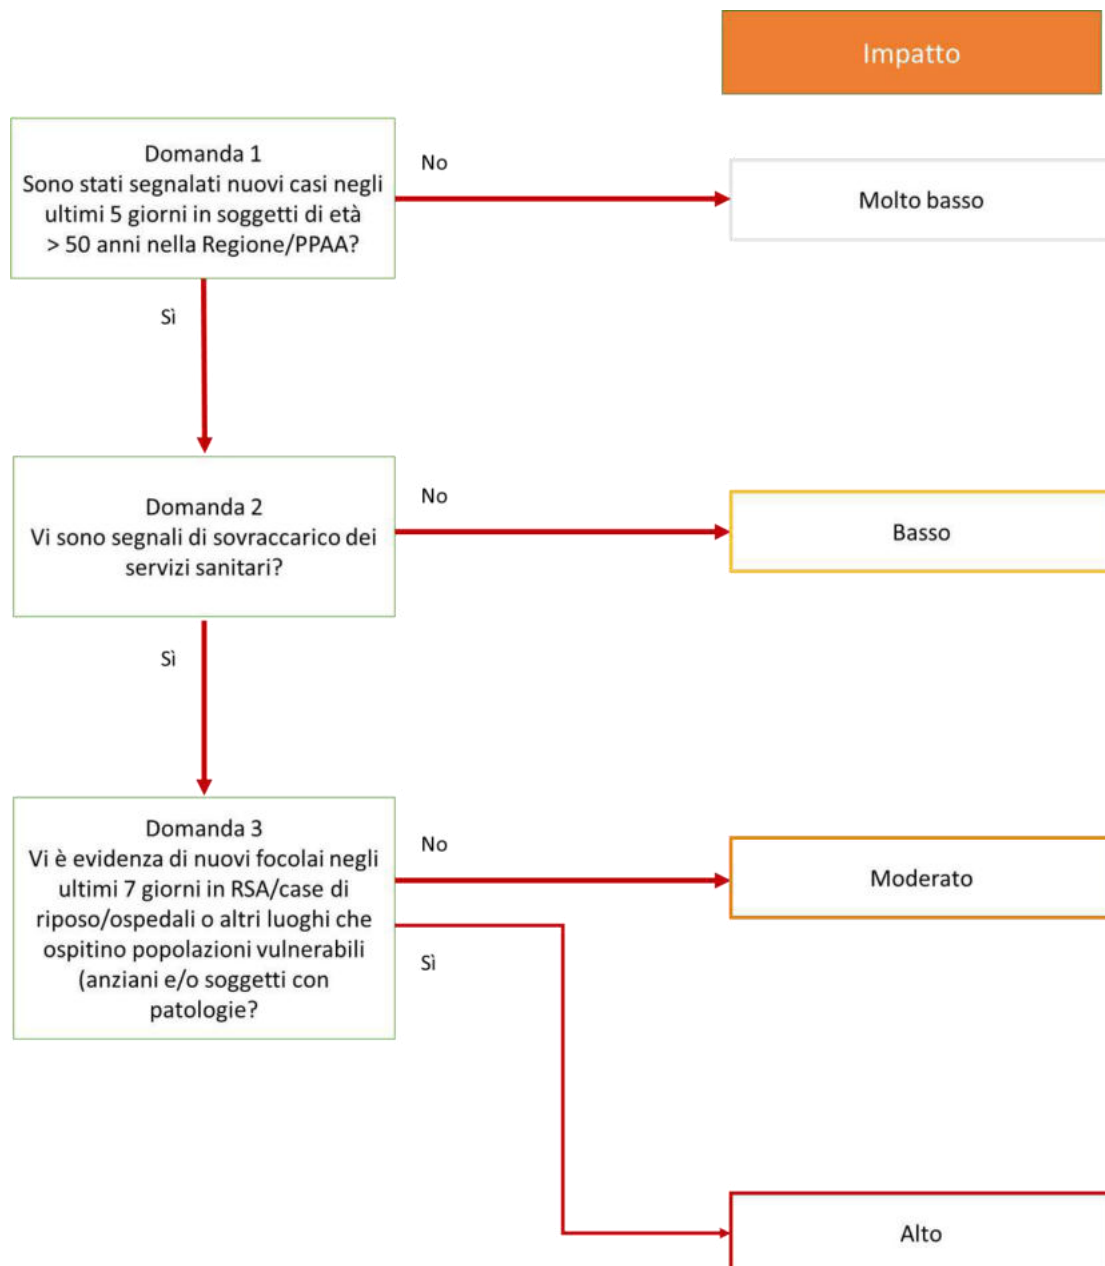 Impatto
Domanda 1
Sono stati segnalati nuovi casi negli
ultimi 5 giorni in soggetti di età
> 50 anni nella Regione/PPAA?
No
Molto basso
Sì
Domanda 2
Vi sono segnali di sovraccarico dei
servizi sanitari?
No
Basso
Sì
Domanda 3
Vi è evidenza di nuovi focolai negli
ultimi 7 giorni in RSA/case di
riposo/ospedali o altri luoghi che
ospitino popolazioni vulnerabili
(anziani e/o soggetti con
patologie?
No
Moderato
Sì
Alto